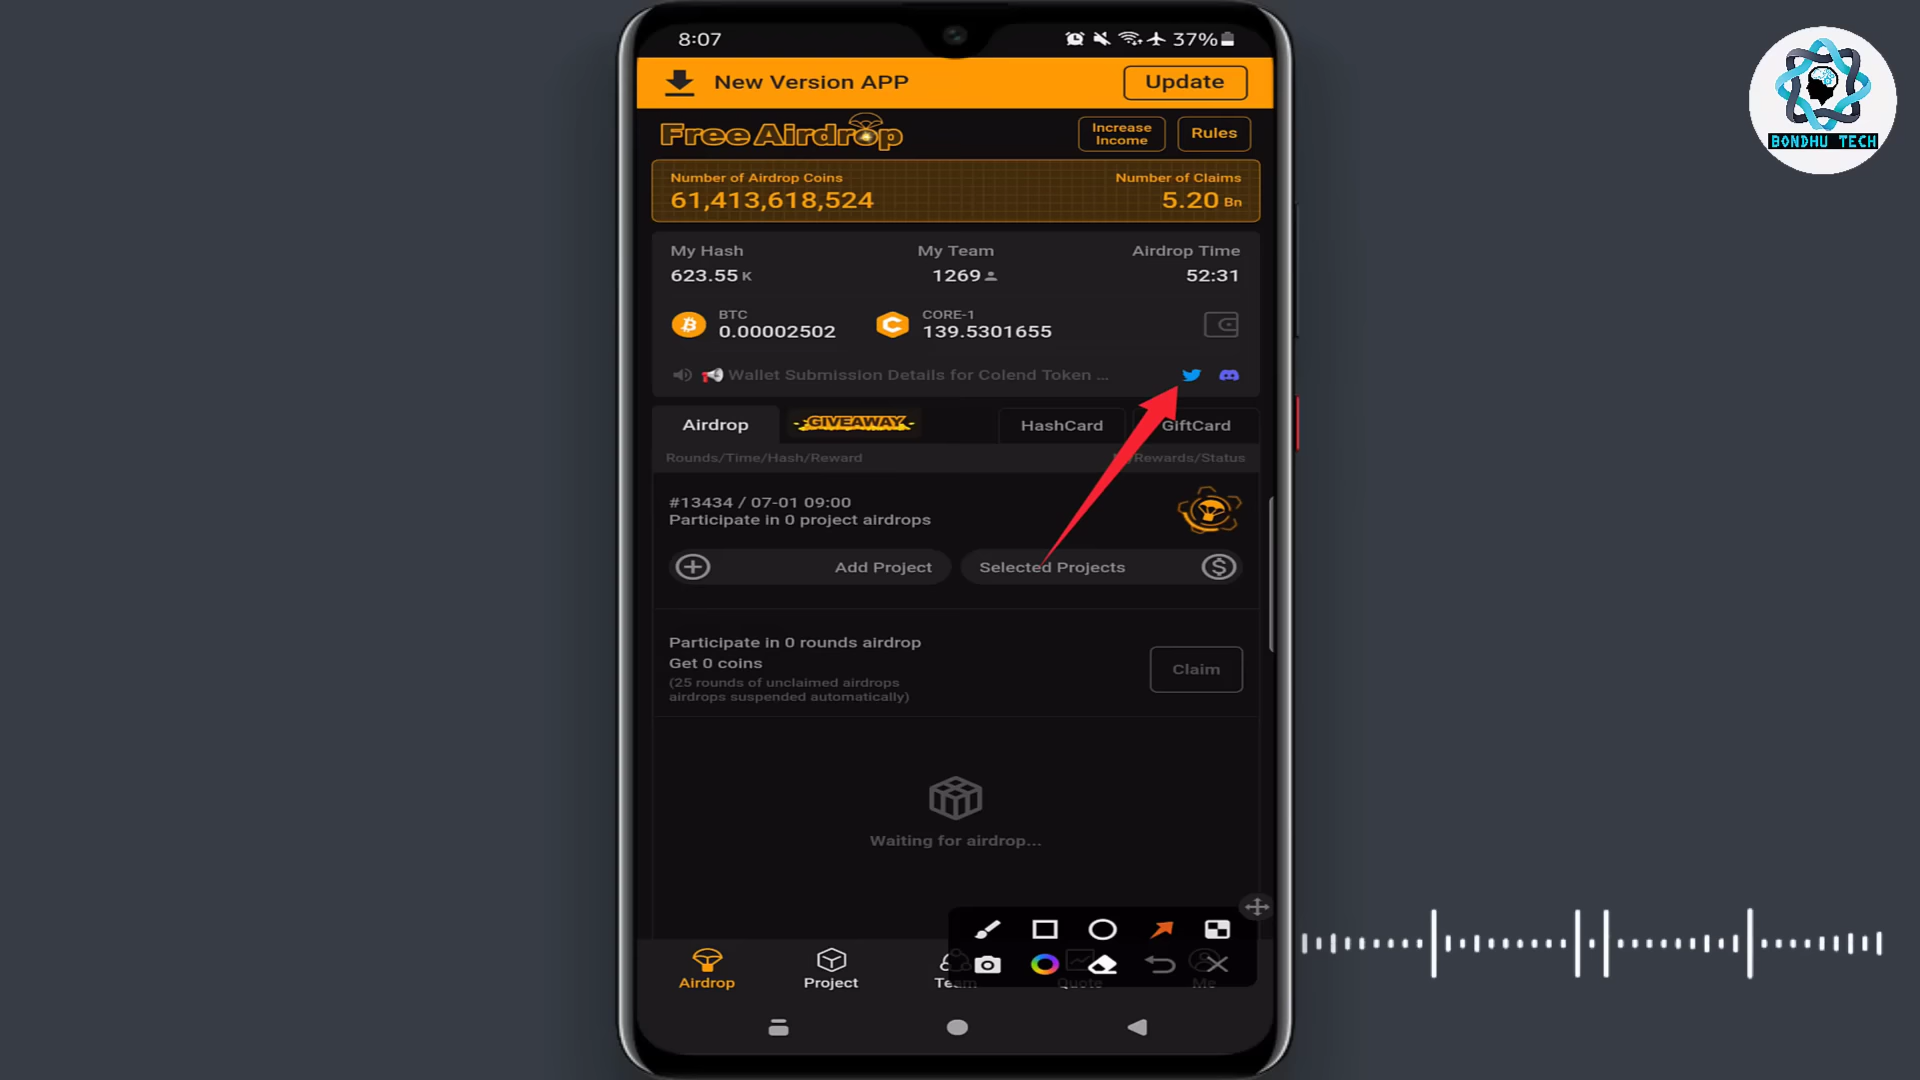 8:07
37%
New Version APP
Update
Free Airdrop
Increase
Income
Rules
Number of Airdrop Coins
Number of Claims
61,413,618,524
5.20 Bn
My Hash
My Team
Airdrop Time
623.55 K
1269
52:31
BTC
0.00002502
CORE-1
139.5301655
Wallet Submission Details for Colend Token ...
Airdrop
GIVEAWAY
HashCard
GiftCard
Rounds/Time/Hash/Reward
Rewards/Status
#13434 / 07-01 09:00
Participate in 0 project airdrops
Add Project
Selected Projects
Participate in 0 rounds airdrop
Get 0 coins
(25 rounds of unclaimed airdrops
airdrops suspended automatically)
Claim
Waiting for airdrop...
Airdrop
Project
Team
Quote
Me
BONDHU TECH